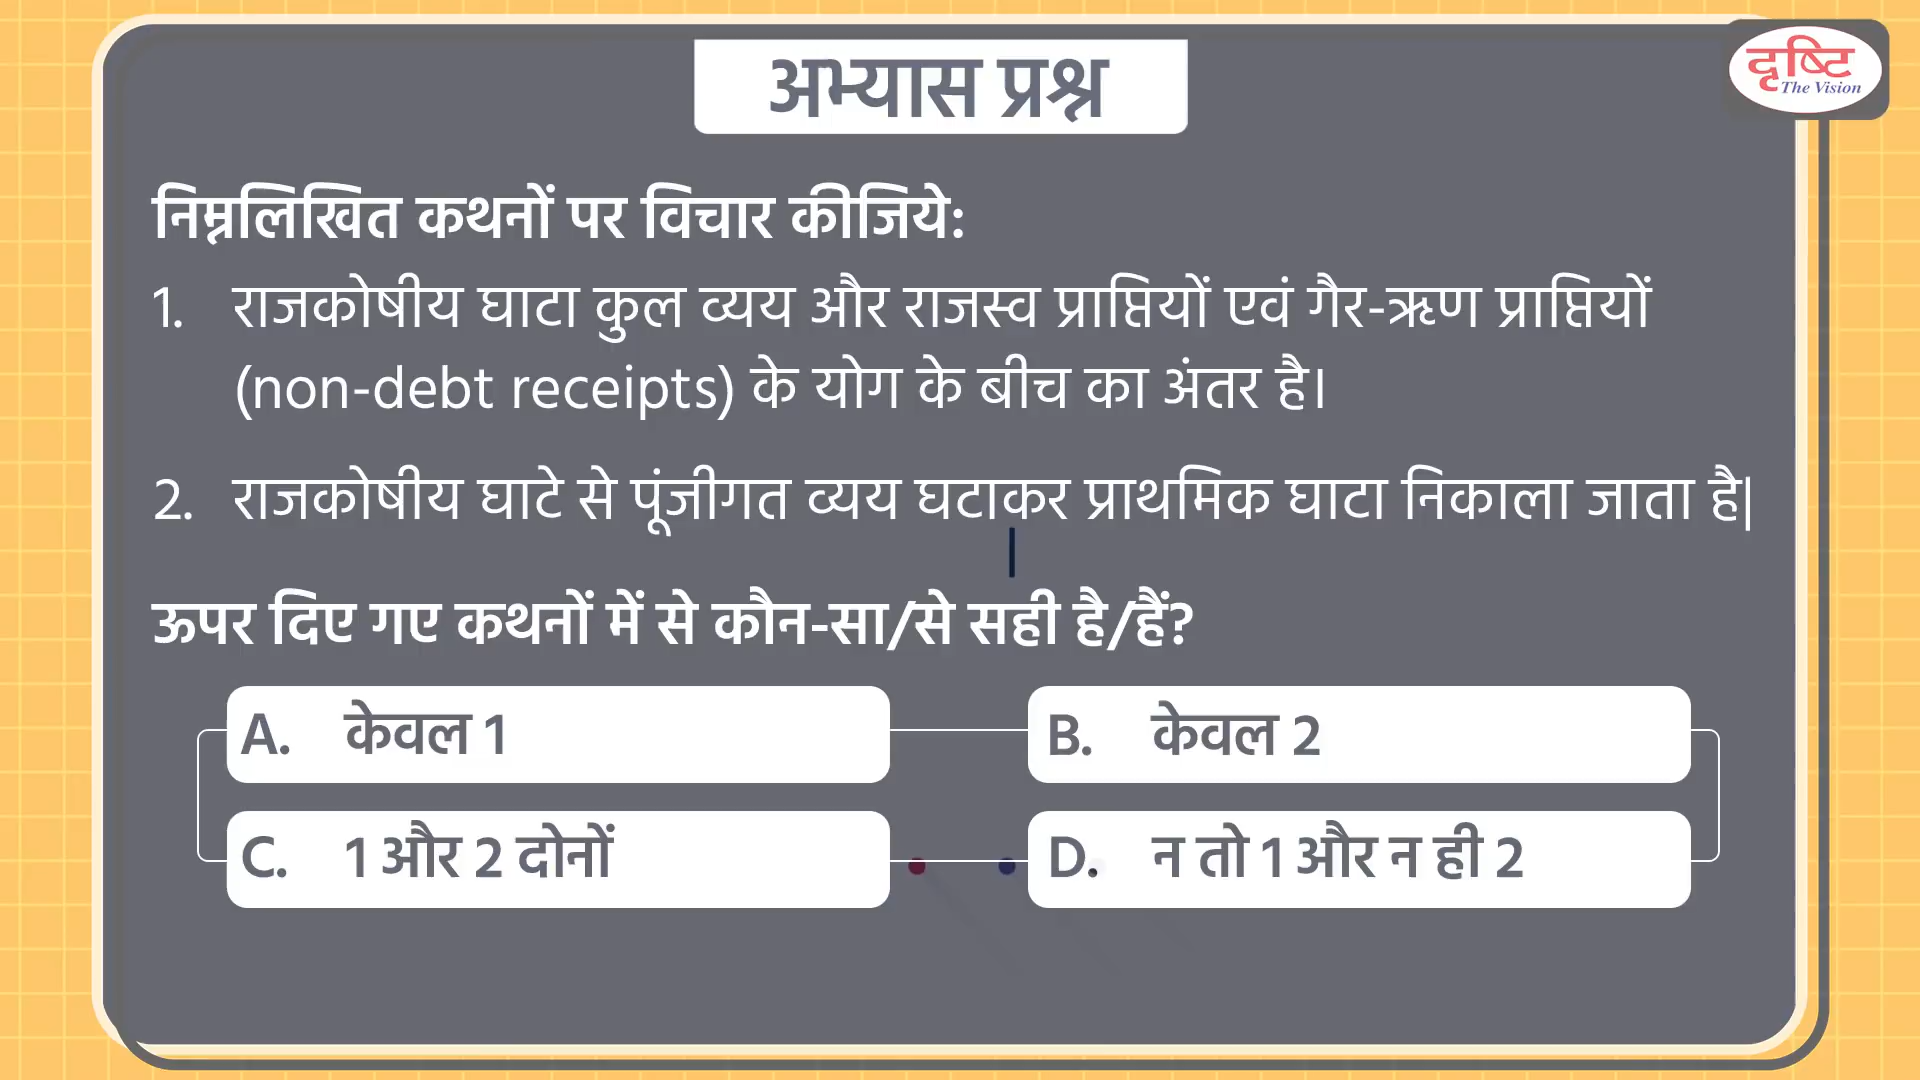 अभ्यास प्रश्न
दृष्टि
The Vision
निम्नलिखित कथनों पर विचार कीजिये:
1. राजकोषीय घाटा कुल व्यय और राजस्व प्राप्तियों एवं गैर-ऋण प्राप्तियों
(non-debt receipts) के योग के बीच का अंतर है।
2. राजकोषीय घाटे से पूंजीगत व्यय घटाकर प्राथमिक घाटा निकाला जाता है|
ऊपर दिए गए कथनों में से कौन-सा/से सही है/हैं?
A. केवल 1
B. केवल 2
C. 1 और 2 दोनों
D. न तो 1 और न ही 2